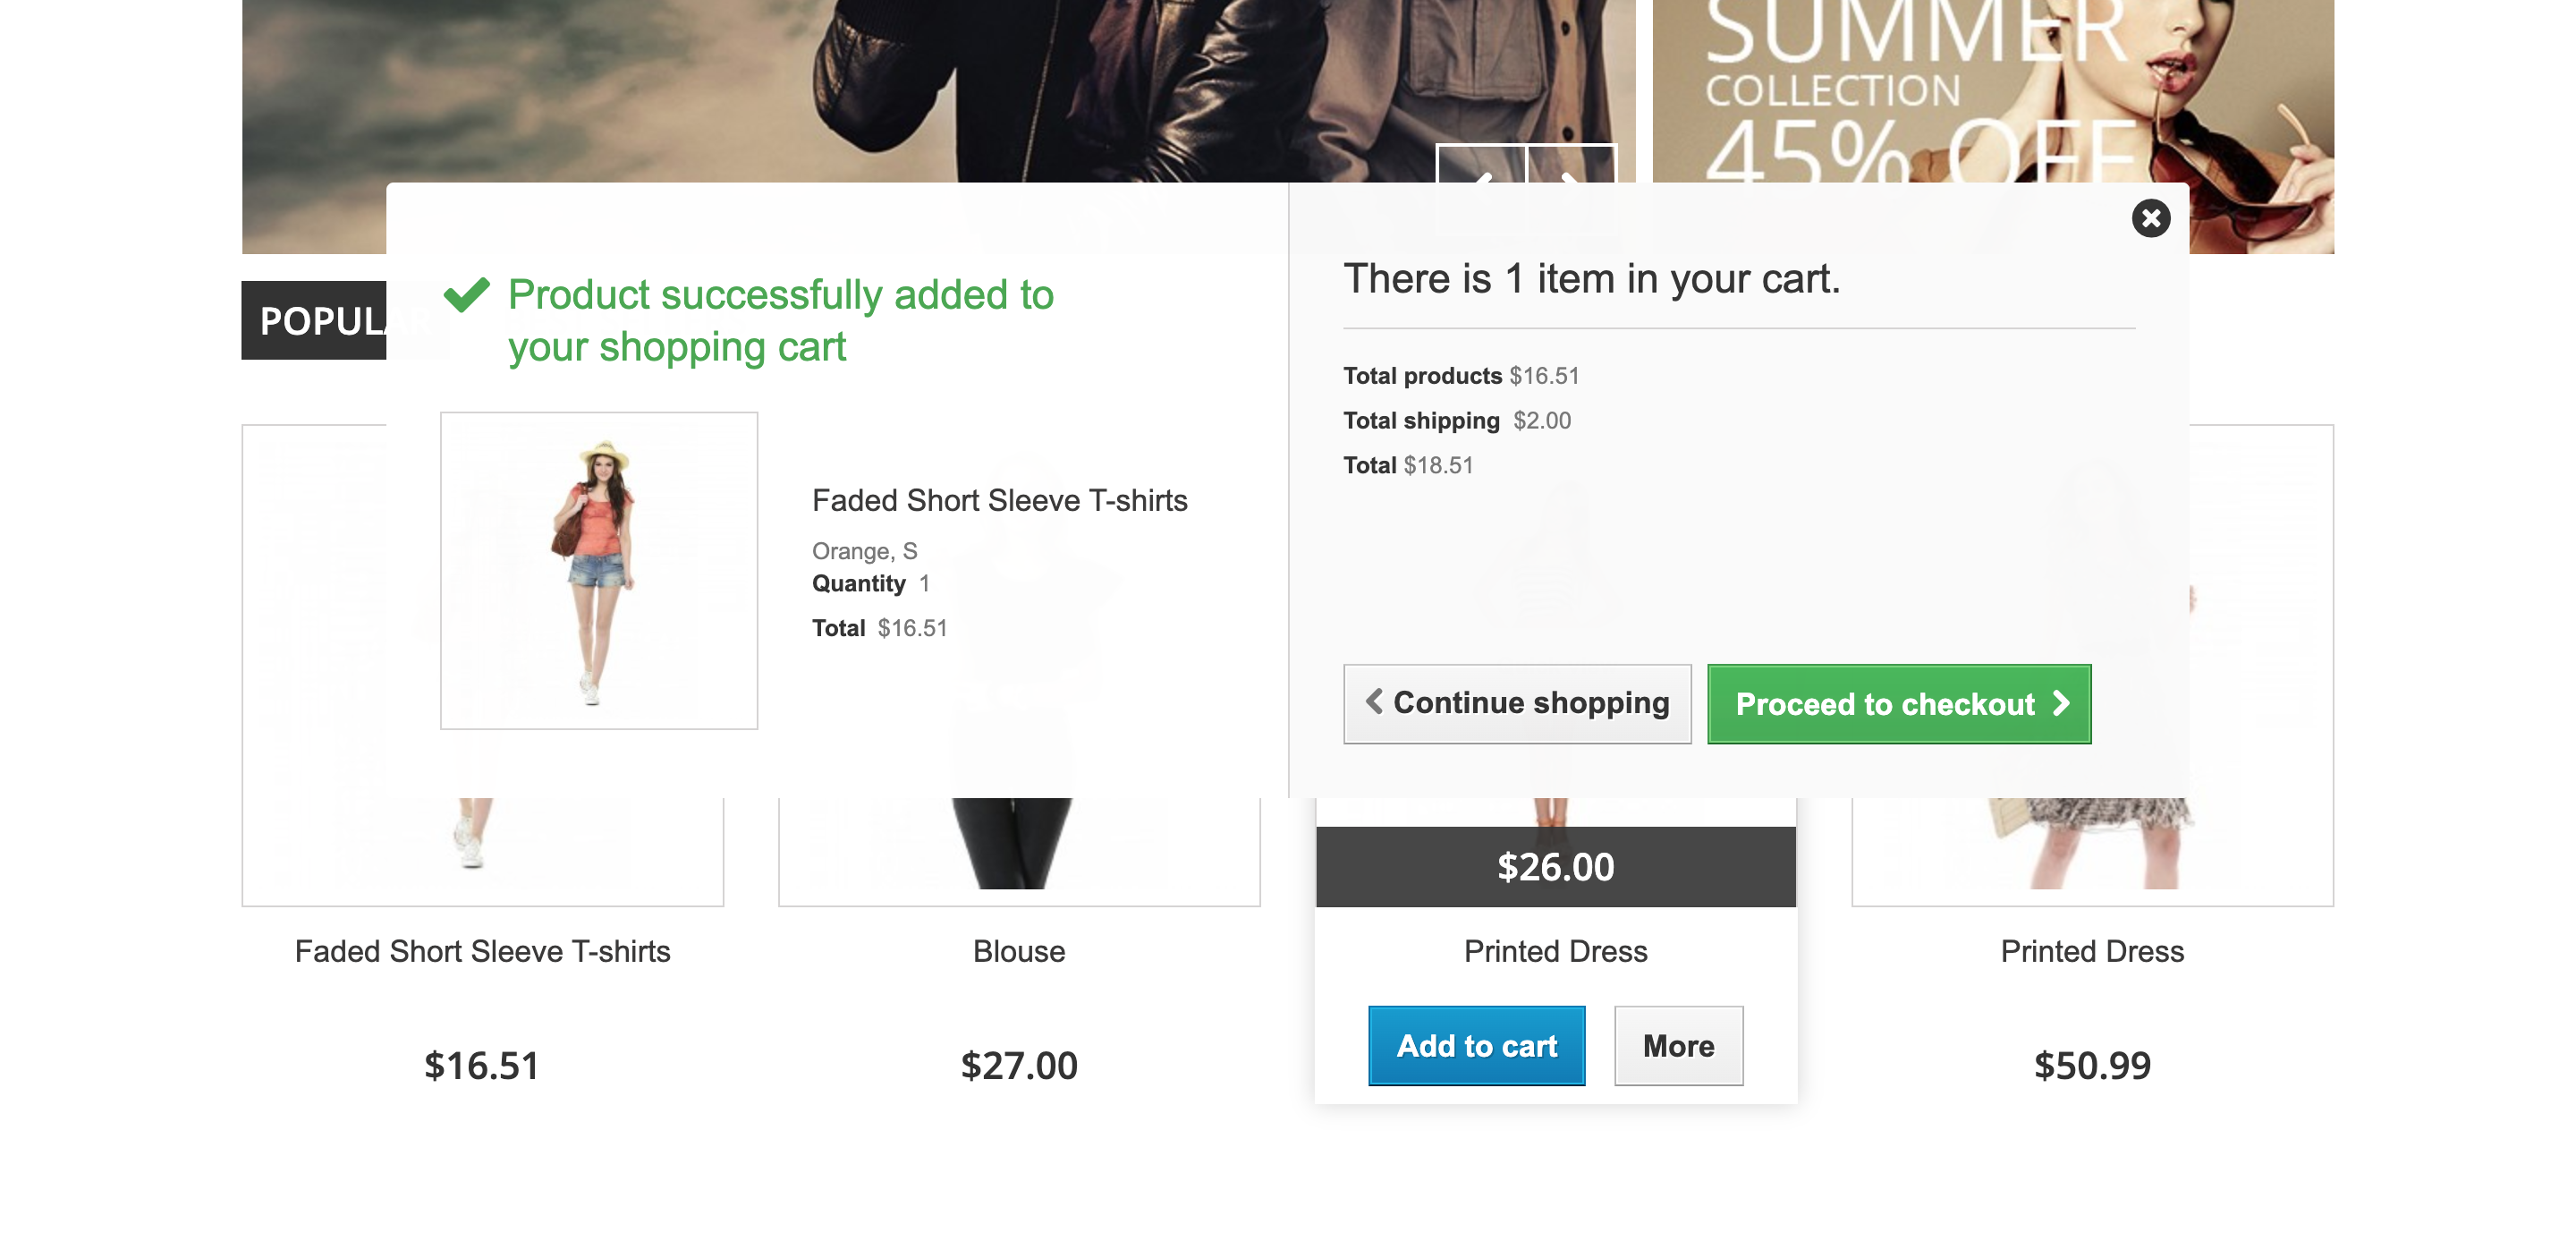 SUMMER
COLLECTION
45% OFF
POPULAR
Product successfully added to
your shopping cart
Faded Short Sleeve T-shirts
Orange, S
Quantity 1
Total $16.51
There is 1 item in your cart.
Total products $16.51
Total shipping $2.00
Total $18.51
Continue shopping
Proceed to checkout
$26.00
Faded Short Sleeve T-shirts
Blouse
Printed Dress
Printed Dress
Add to cart
More
$16.51
$27.00
$50.99